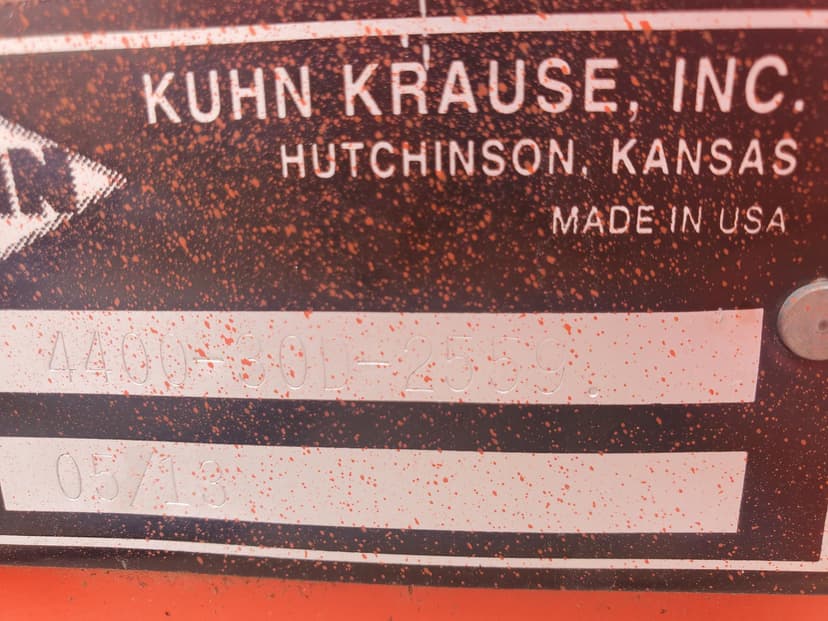 KUHN KRAUSE, INC.
HUTCHINSON, KANSAS
MADE IN USA
4400-30D-2559.
05/13